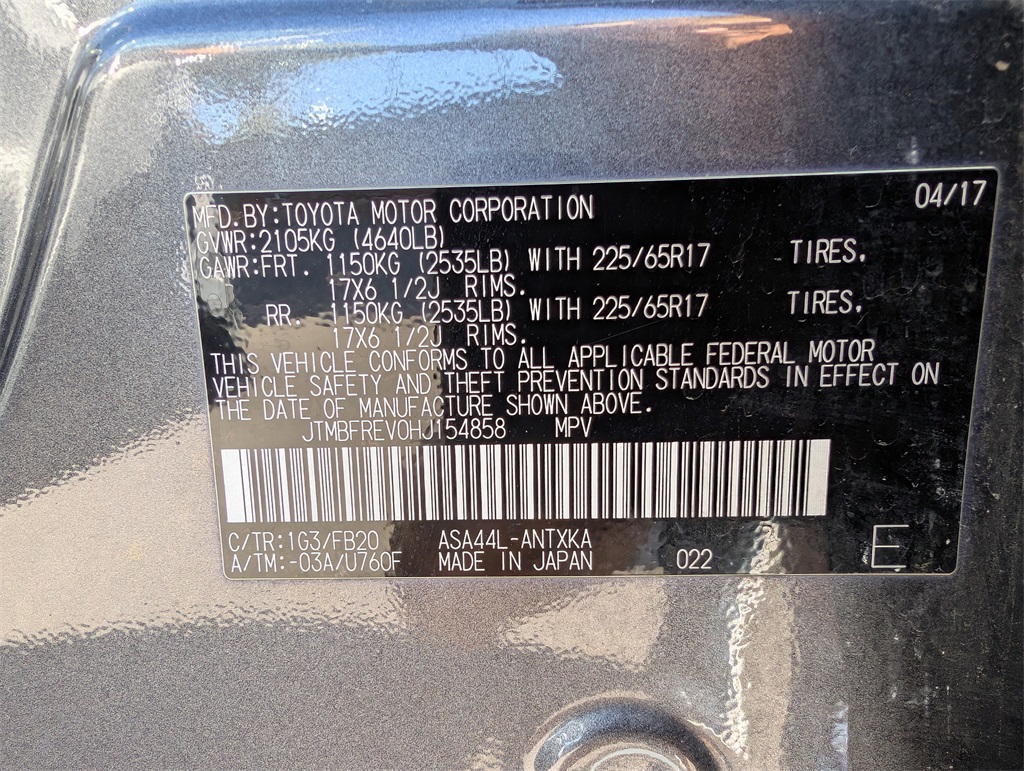 MFD.BY:TOYOTA MOTOR CORPORATION 04/17
GVWR:2105KG (4640LB)
GAWR:FRT. 1150KG (2535LB) WITH 225/65R17 TIRES,
17X6 1/2J RIMS.
RR. 1150KG (2535LB) WITH 225/65R17 TIRES,
17X6 1/2J RIMS.
THIS VEHICLE CONFORMS TO ALL APPLICABLE FEDERAL MOTOR
VEHICLE SAFETY AND THEFT PREVENTION STANDARDS IN EFFECT ON
THE DATE OF MANUFACTURE SHOWN ABOVE.
JTMBFREV0HJ154858 MPV
C/TR:1G3/FB20 ASA44L-ANTXKA
A/TM:-03A/U760F MADE IN JAPAN 022 E